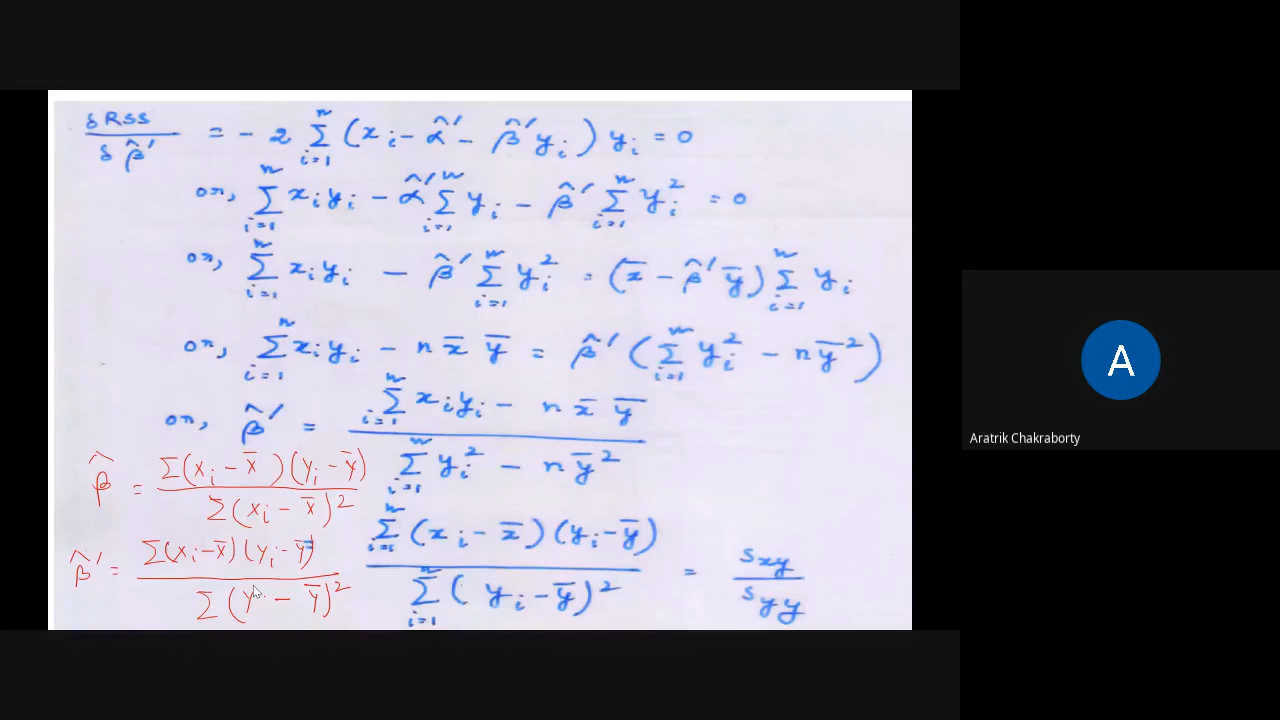 δRSS / δβ̂′ = - 2 Σ_{i=1}^{n} (x_i - α̂′ - β̂′y_i) y_i = 0
or, Σ_{i=1}^{n} x_i y_i - α̂′ Σ_{i=1}^{n} y_i - β̂′ Σ_{i=1}^{n} y_i² = 0
or, Σ_{i=1}^{n} x_i y_i - β̂′ Σ_{i=1}^{n} y_i² = (x̄ - β̂′ȳ) Σ_{i=1}^{n} y_i
or, Σ_{i=1}^{n} x_i y_i - n x̄ ȳ = β̂′ (Σ_{i=1}^{n} y_i² - nȳ²)
or, β̂′ = (Σ_{i=1}^{n} x_i y_i - n x̄ ȳ) / (Σ_{i=1}^{n} y_i² - nȳ²)
β̂ = Σ(x_i - x̄)(y_i - ȳ) / Σ(x_i - x̄)²
β̂′ = Σ(x_i - x̄)(y_i - ȳ) / Σ(y - ȳ)²
Σ_{i=1}^{n} (x_i - x̄)(y_i - ȳ) / Σ_{i=1}^{n} (y_i - ȳ)² = s_xy / s_yy
A
Aratrik Chakraborty